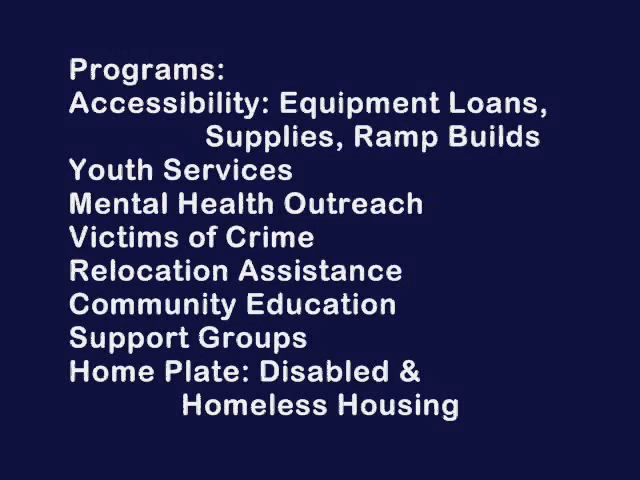 Programs:
Accessibility: Equipment Loans,
Supplies, Ramp Builds
Youth Services
Mental Health Outreach
Victims of Crime
Relocation Assistance
Community Education
Support Groups
Home Plate: Disabled &
Homeless Housing